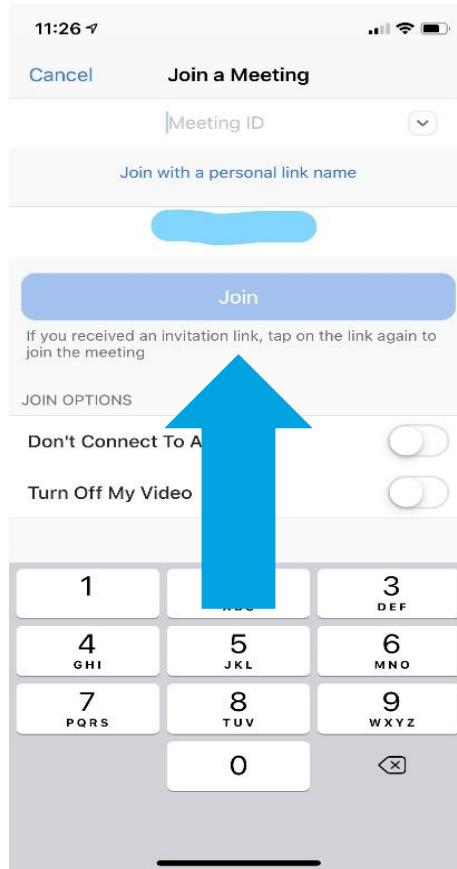 11:26
Cancel Join a Meeting
Meeting ID
Join with a personal link name
Join
If you received an invitation link, tap on the link again to
join the meeting
JOIN OPTIONS
Don't Connect To
Turn Off My Video
1 3
DEF
4 5 6
GHI JKL MNO
7 8 9
PQRS TUV WXYZ
0